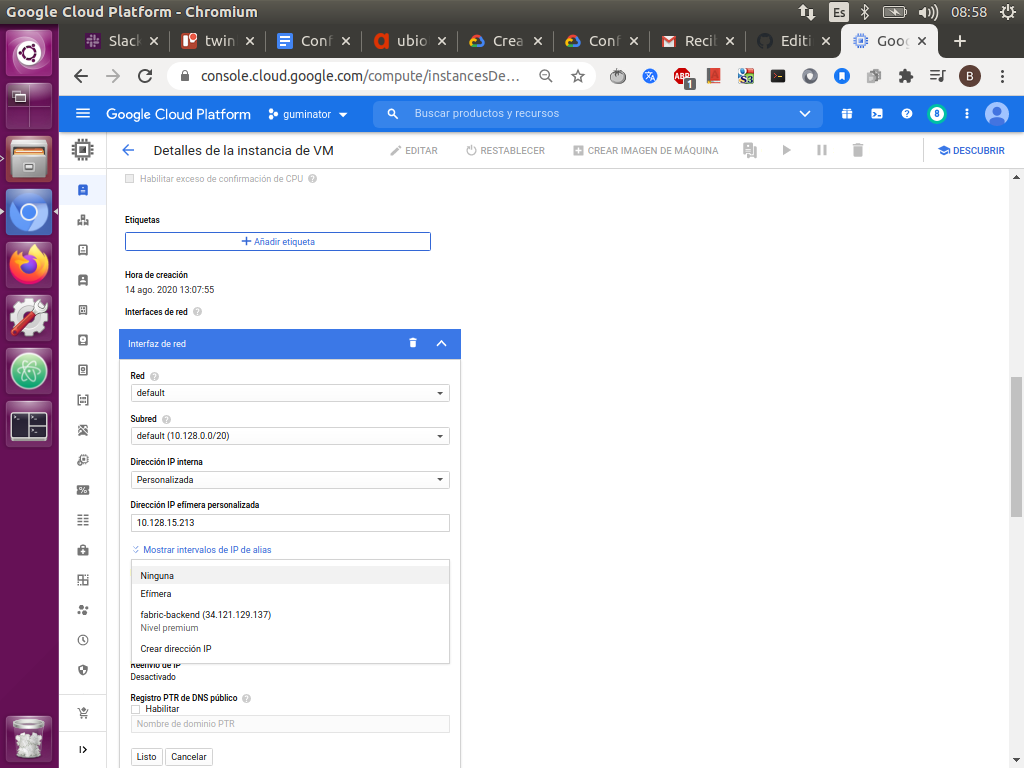 Google Cloud Platform - Chromium
Es
08:58
Slack
twin
Conf
ubio
Crea
Conf
Recib
Editi
Goog
console.cloud.google.com/compute/instancesDe…
ABP
1
B
Google Cloud Platform
guminator
Buscar productos y recursos
8
Detalles de la instancia de VM
EDITAR
RESTABLECER
CREAR IMAGEN DE MÁQUINA
DESCUBRIR
Habilitar exceso de confirmación de CPU
Etiquetas
Añadir etiqueta
Hora de creación
14 ago. 2020 13:07:55
Interfaces de red
Interfaz de red
Red
default
Subred
default (10.128.0.0/20)
Dirección IP interna
Personalizada
Dirección IP efímera personalizada
10.128.15.213
Mostrar intervalos de IP de alias
Ninguna
Efímera
fabric-backend (34.121.129.137)
Nivel premium
Crear dirección IP
Reenvío de IP
Desactivado
Registro PTR de DNS público
Habilitar
Nombre de dominio PTR
Listo
Cancelar